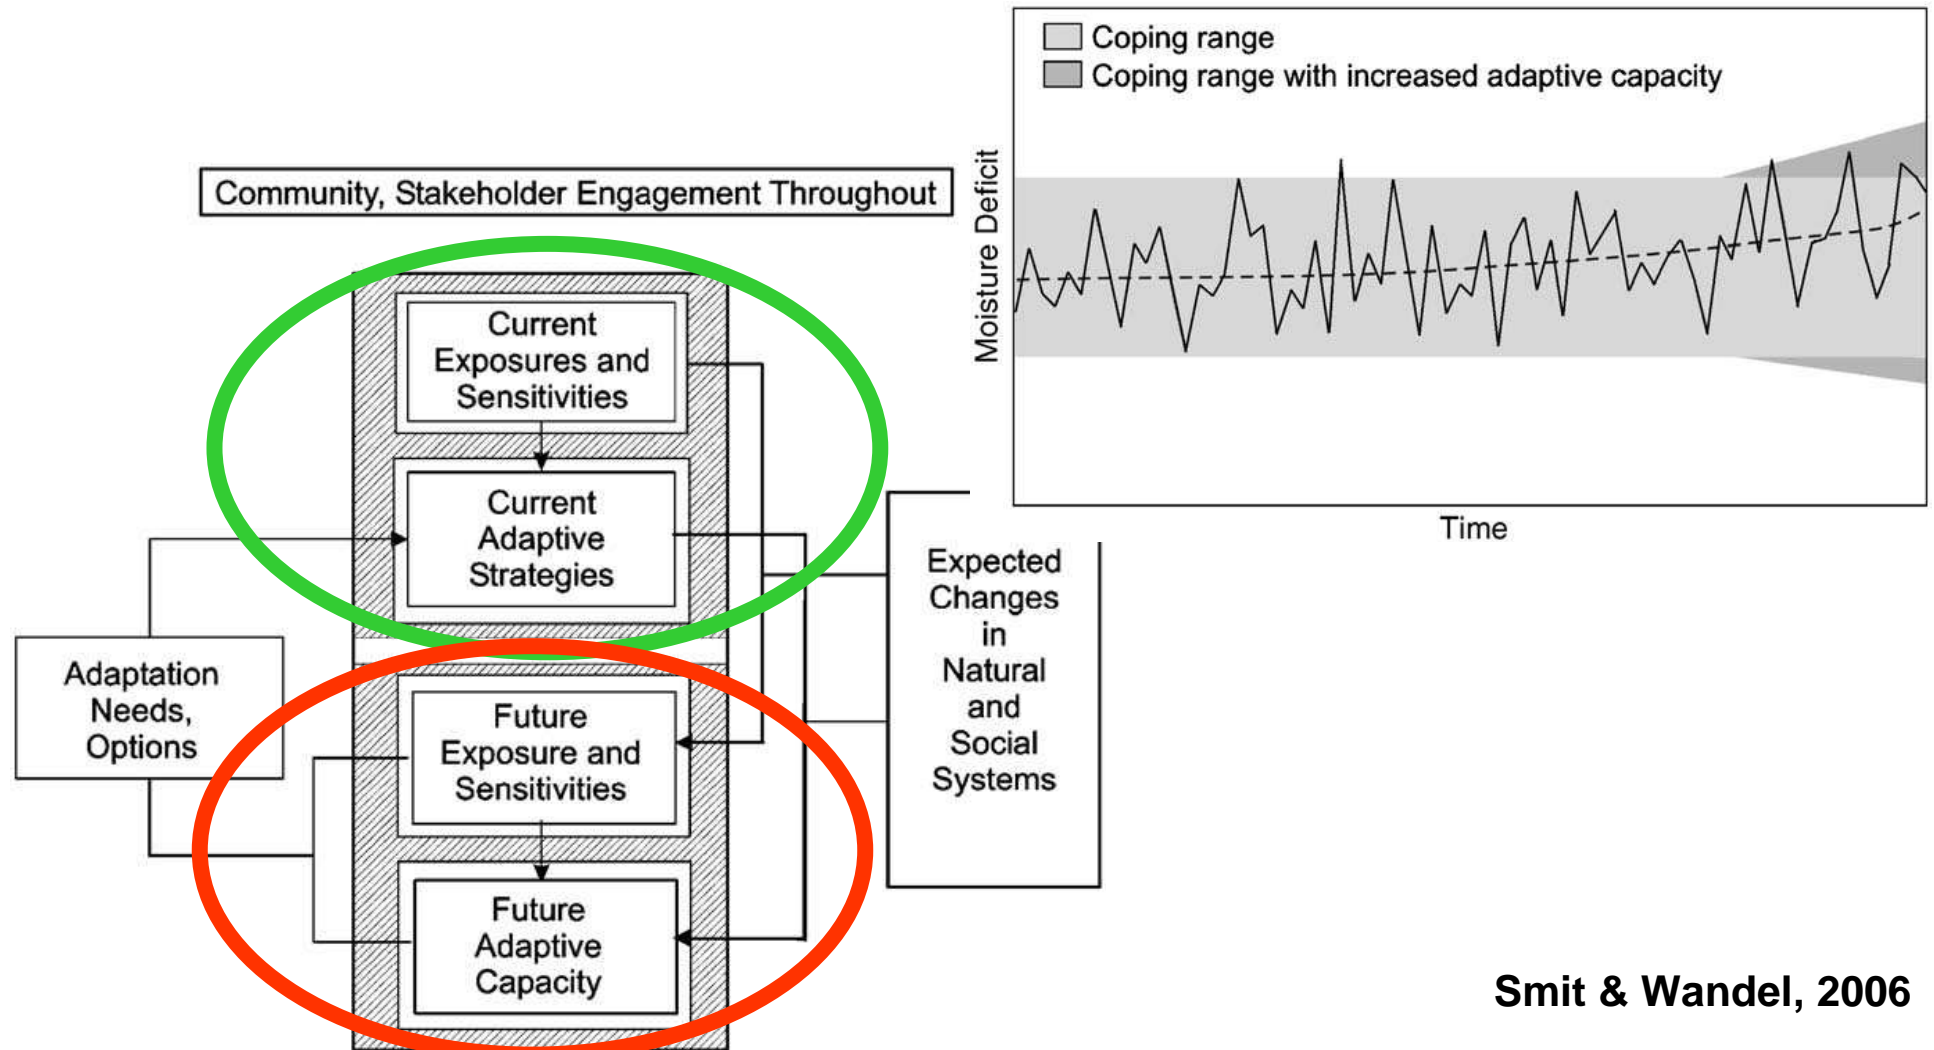 Coping range
Coping range with increased adaptive capacity
Moisture Deficit
Time
Community, Stakeholder Engagement Throughout
Current
Exposures and
Sensitivities
Current
Adaptive
Strategies
Adaptation
Needs,
Options
Future
Exposure and
Sensitivities
Future
Adaptive
Capacity
Expected
Changes
in
Natural
and
Social
Systems
Smit & Wandel, 2006